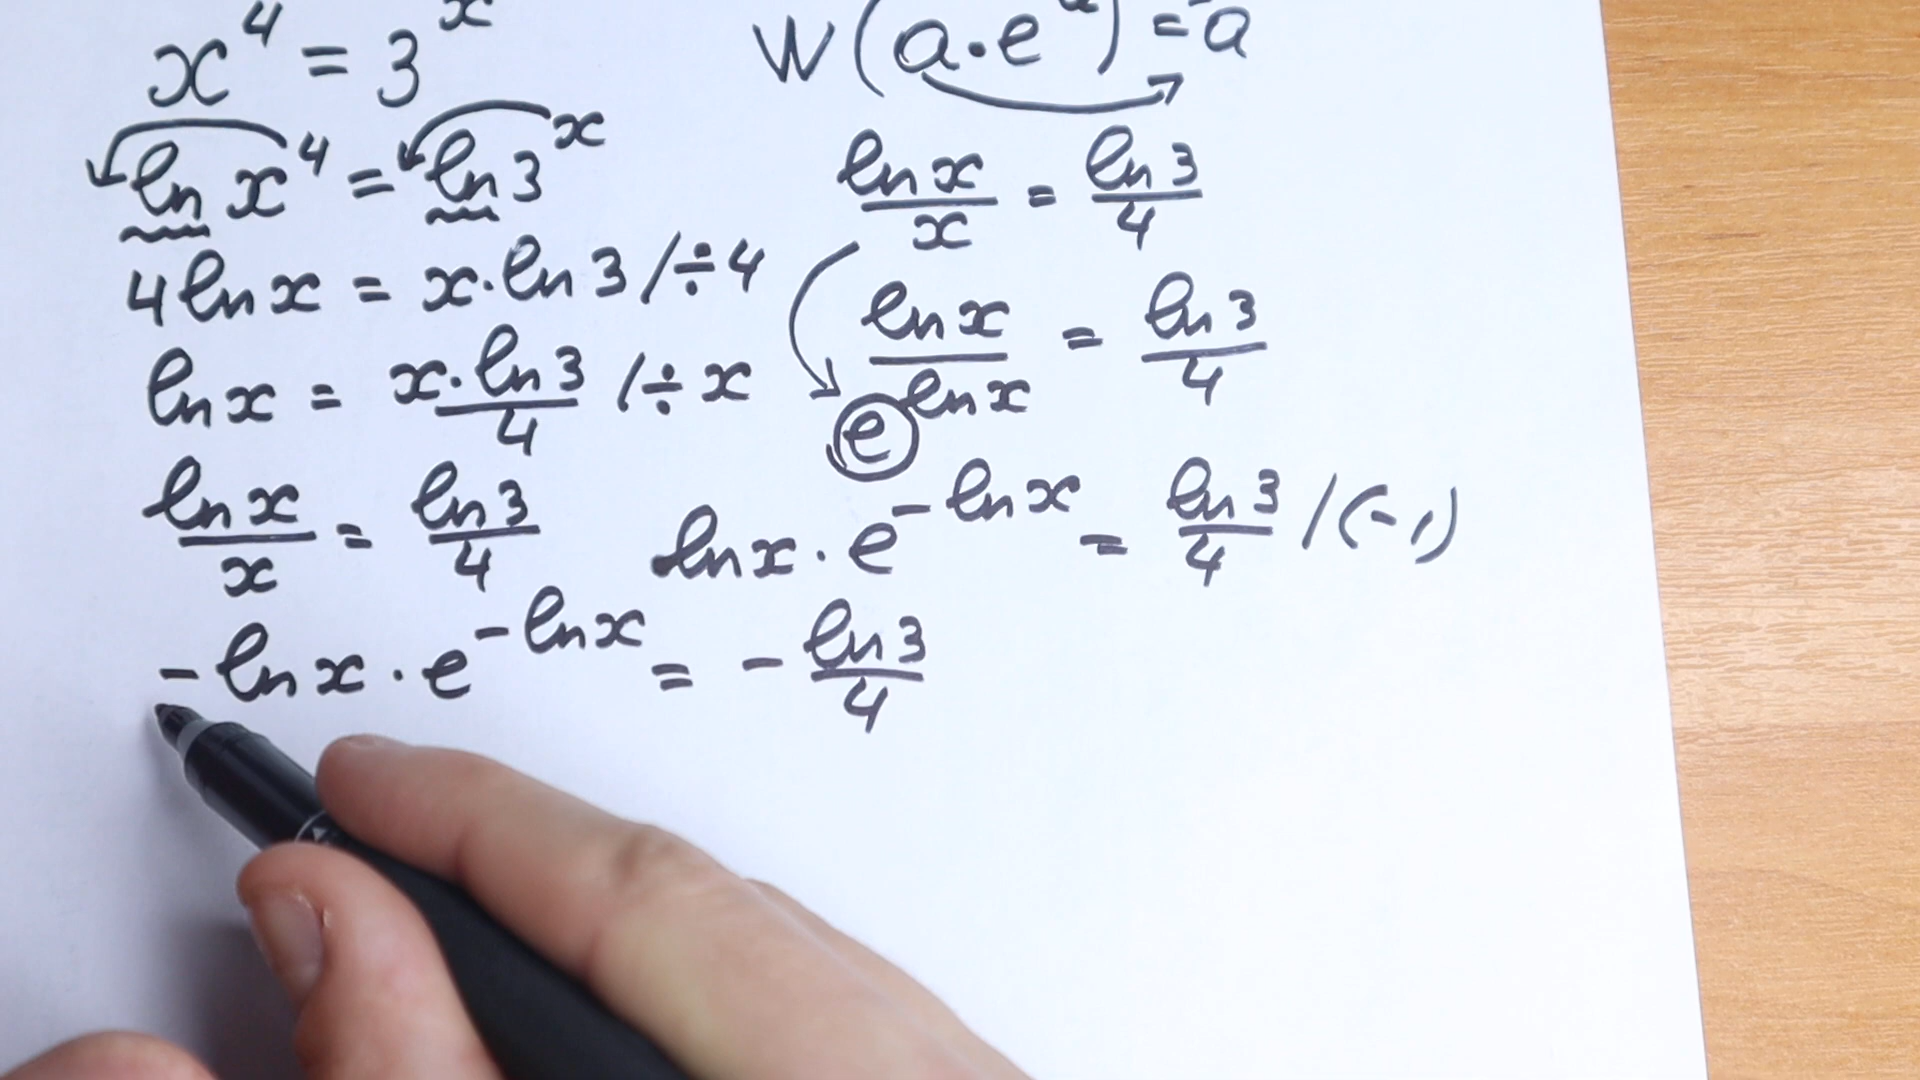 x^4 = 3^x
ln x^4 = ln 3^x
4 ln x = x · ln 3 / ÷ 4
ln x = x · ln 3 / 4 / ÷ x
ln x / x = ln 3 / 4
W(a · e^a) = a
ln x / x = ln 3 / 4
ln x / e^ln x = ln 3 / 4
ln x · e^- ln x = ln 3 / 4 / (-1)
- ln x · e^- ln x = - ln 3 / 4